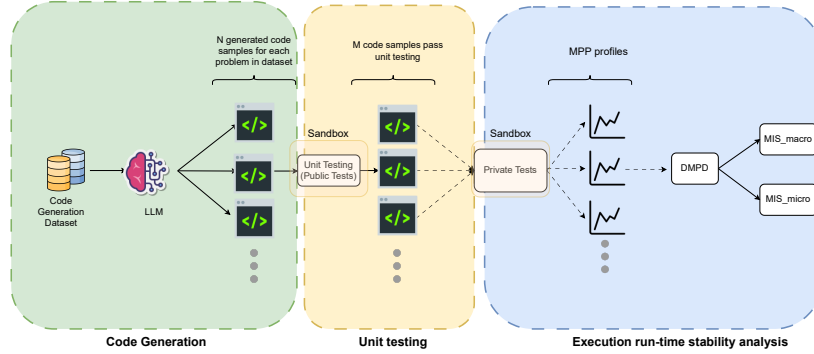 N generated code
samples for each
problem in dataset
M code samples pass
unit testing
MPP profiles
</>
</>
</>
Sandbox
Unit Testing
(Public Tests)
</>
</>
</>
Sandbox
Private Tests
DMPD
MIS_macro
MIS_micro
Code
Generation
Dataset
LLM
Code Generation
Unit testing
Execution run-time stability analysis